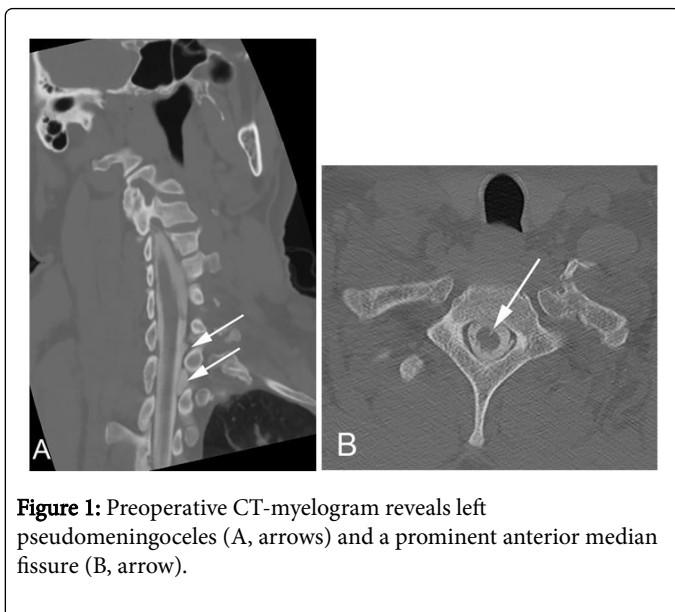 A
B
Figure 1: Preoperative CT-myelogram reveals left
pseudomeningoceles (A, arrows) and a prominent anterior median
fissure (B, arrow).